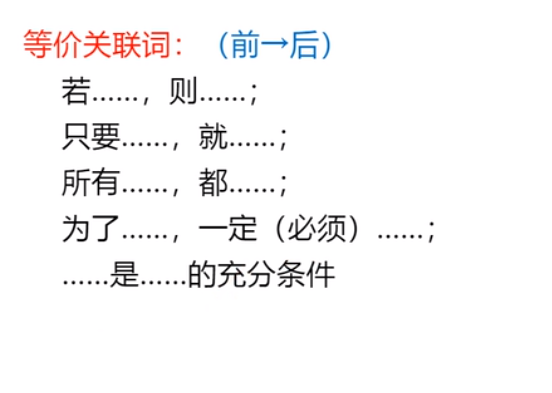 等价关联词：（前→后）
若……，则……；
只要……，就……；
所有……，都……；
为了……，一定（必须）……；
……是……的充分条件